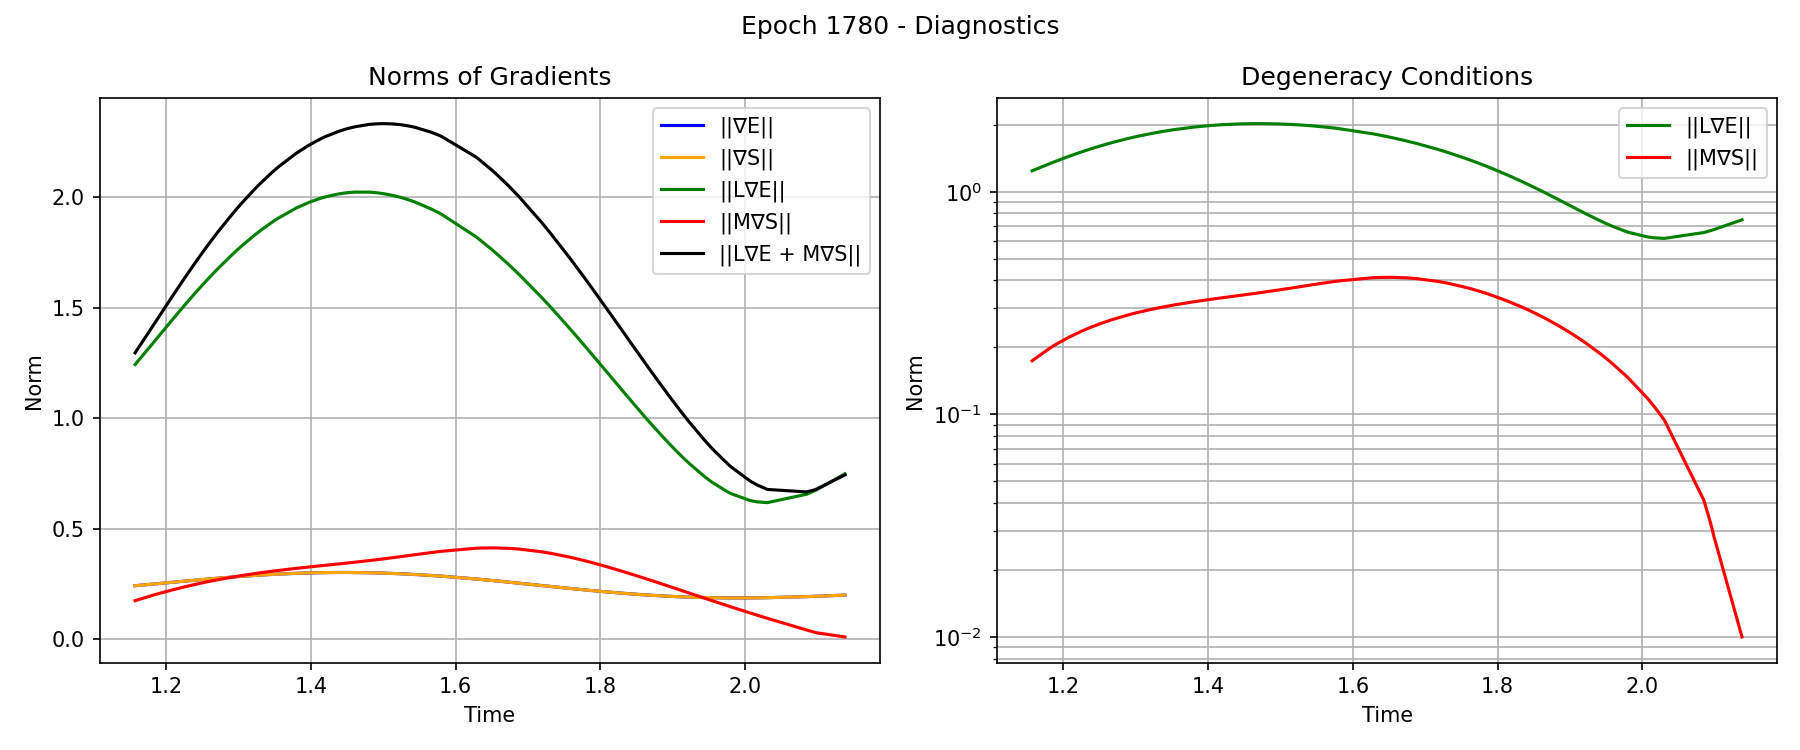 Epoch 1780 - Diagnostics
Norms of Gradients
Norm
2.0
1.5
1.0
0.5
0.0
||∇E||
||∇S||
||L∇E||
||M∇S||
||L∇E + M∇S||
1.2 1.4 1.6 1.8 2.0
Time
Degeneracy Conditions
Norm
10⁰
10⁻¹
10⁻²
||L∇E||
||M∇S||
1.2 1.4 1.6 1.8 2.0
Time